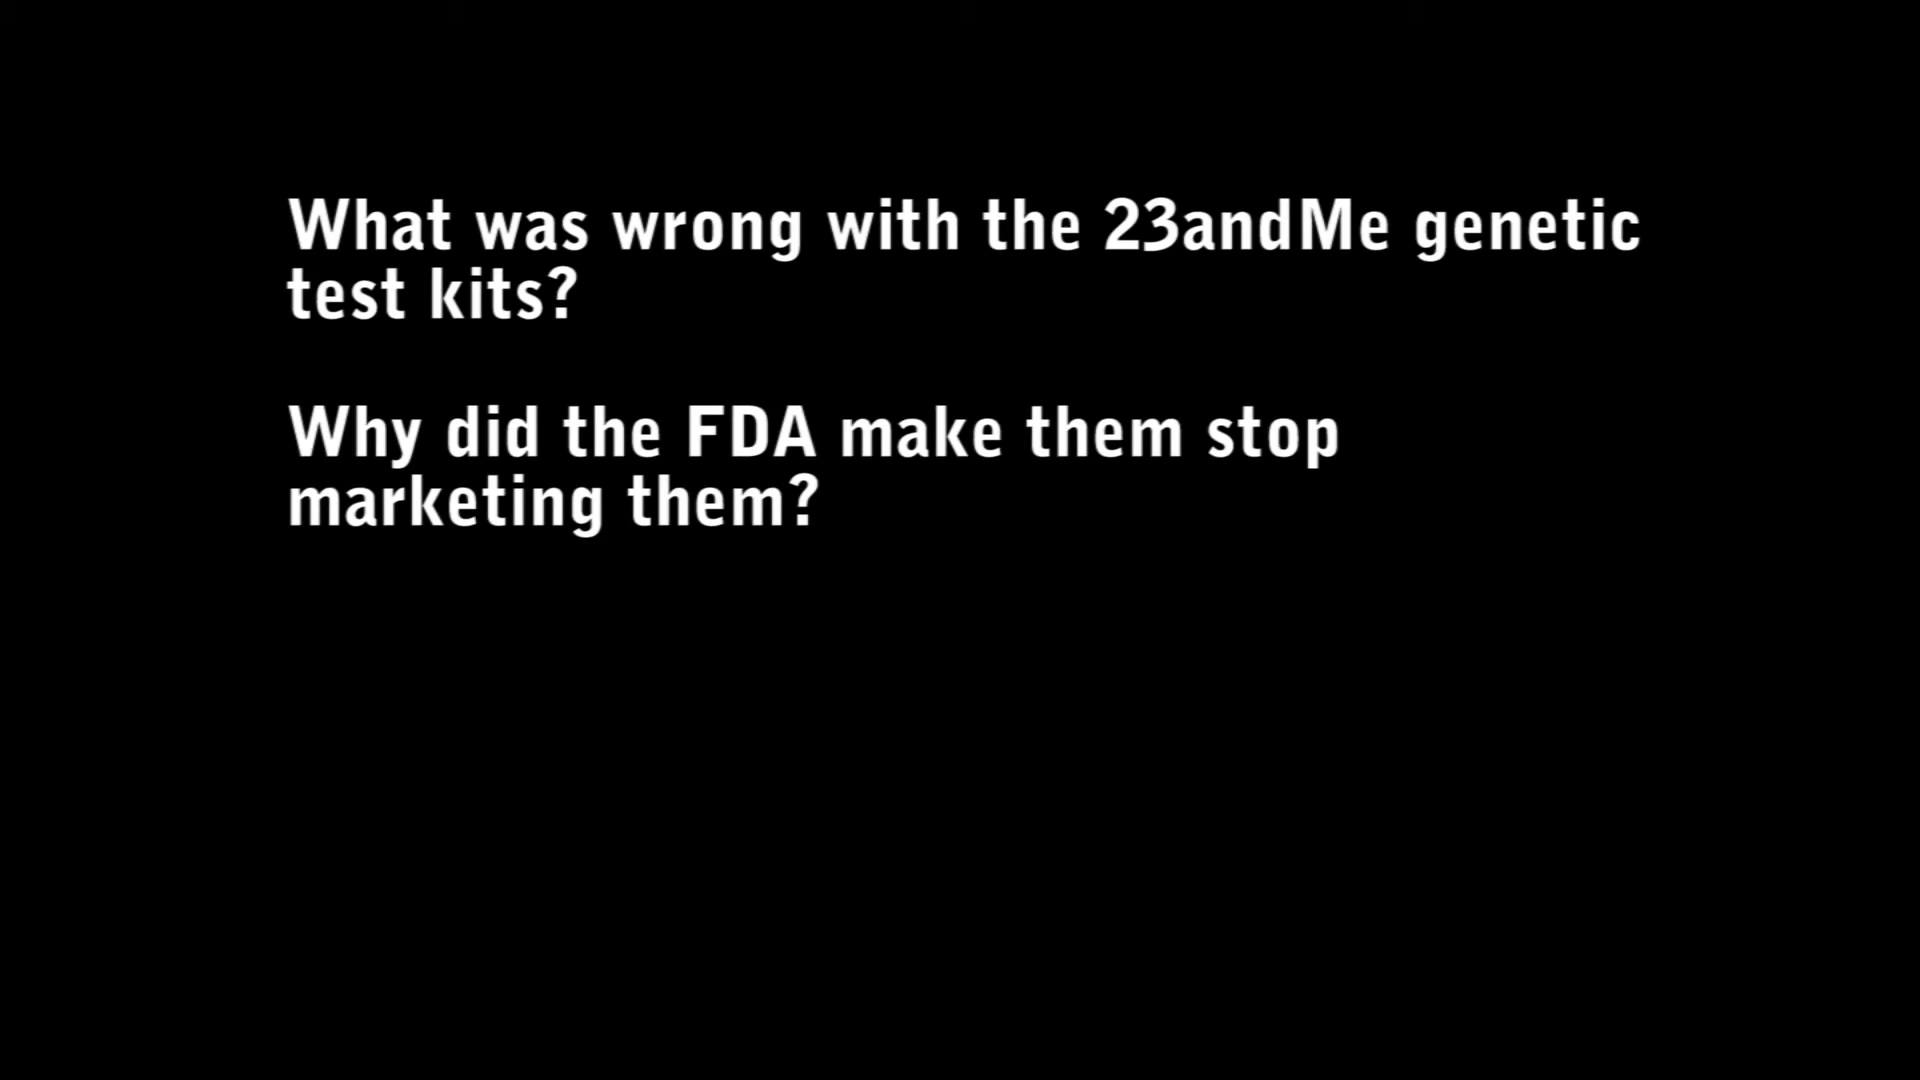 What was wrong with the 23andMe genetic
test kits?
Why did the FDA make them stop
marketing them?